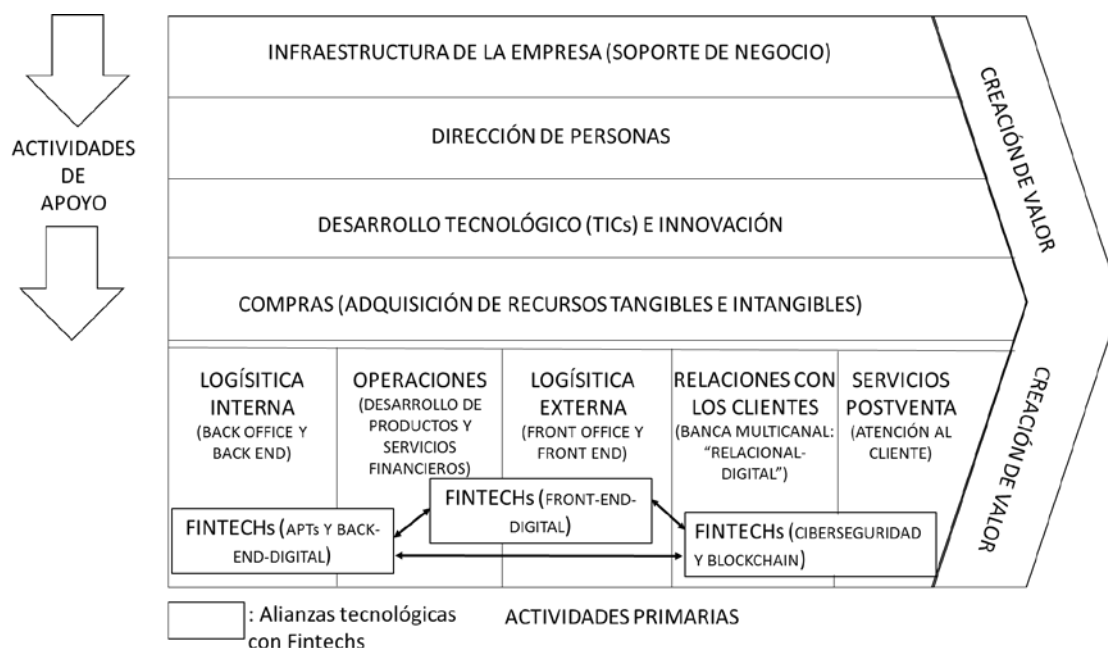 INFRAESTRUCTURA DE LA EMPRESA (SOPORTE DE NEGOCIO)
DIRECCIÓN DE PERSONAS
ACTIVIDADES
DE
APOYO
DESARROLLO TECNOLÓGICO (TICs) E INNOVACIÓN
COMPRAS (ADQUISICIÓN DE RECURSOS TANGIBLES E INTANGIBLES)
CREACIÓN DE VALOR
CREACIÓN DE VALOR
LOGÍSITICA
INTERNA
(BACK OFFICE Y
BACK END)
OPERACIONES
(DESARROLLO DE
PRODUCTOS Y
SERVICIOS
FINANCIEROS)
LOGÍSITICA
EXTERNA
(FRONT OFFICE Y
FRONT END)
RELACIONES CON
LOS CLIENTES
(BANCA MULTICANAL:
“RELACIONAL-
DIGITAL”)
SERVICIOS
POSTVENTA
(ATENCIÓN AL
CLIENTE)
FINTECHs (APTs Y BACK-
END-DIGITAL)
FINTECHs (FRONT-END-
DIGITAL)
FINTECHs (CIBERSEGURIDAD
Y BLOCKCHAIN)
: Alianzas tecnológicas
con Fintechs
ACTIVIDADES PRIMARIAS